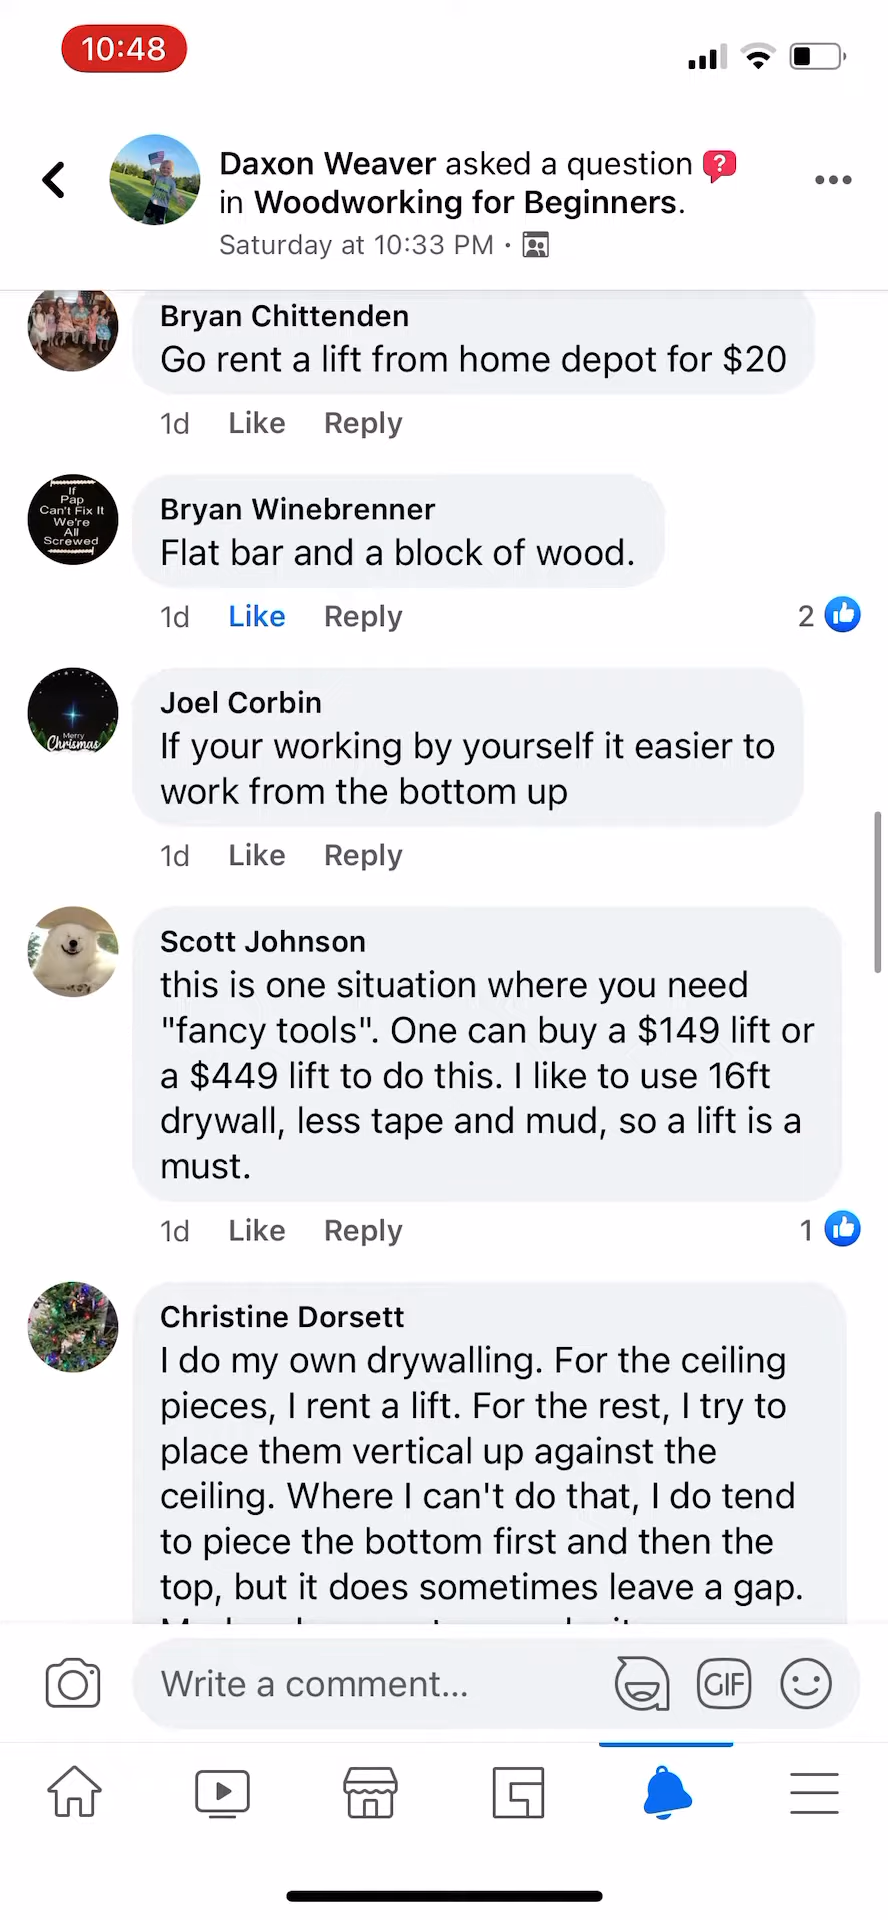 10:48
Daxon Weaver asked a question
in Woodworking for Beginners.
Saturday at 10:33 PM ·
Bryan Chittenden
Go rent a lift from home depot for $20
1d Like Reply
If
Pap
Can't Fix It
We're
All
Screwed
Bryan Winebrenner
Flat bar and a block of wood.
1d Like Reply 2
Merry
Chrismas
Joel Corbin
If your working by yourself it easier to
work from the bottom up
1d Like Reply
Scott Johnson
this is one situation where you need
"fancy tools". One can buy a $149 lift or
a $449 lift to do this. I like to use 16ft
drywall, less tape and mud, so a lift is a
must.
1d Like Reply 1
Christine Dorsett
I do my own drywalling. For the ceiling
pieces, I rent a lift. For the rest, I try to
place them vertical up against the
ceiling. Where I can't do that, I do tend
to piece the bottom first and then the
top, but it does sometimes leave a gap.
Write a comment...
GIF